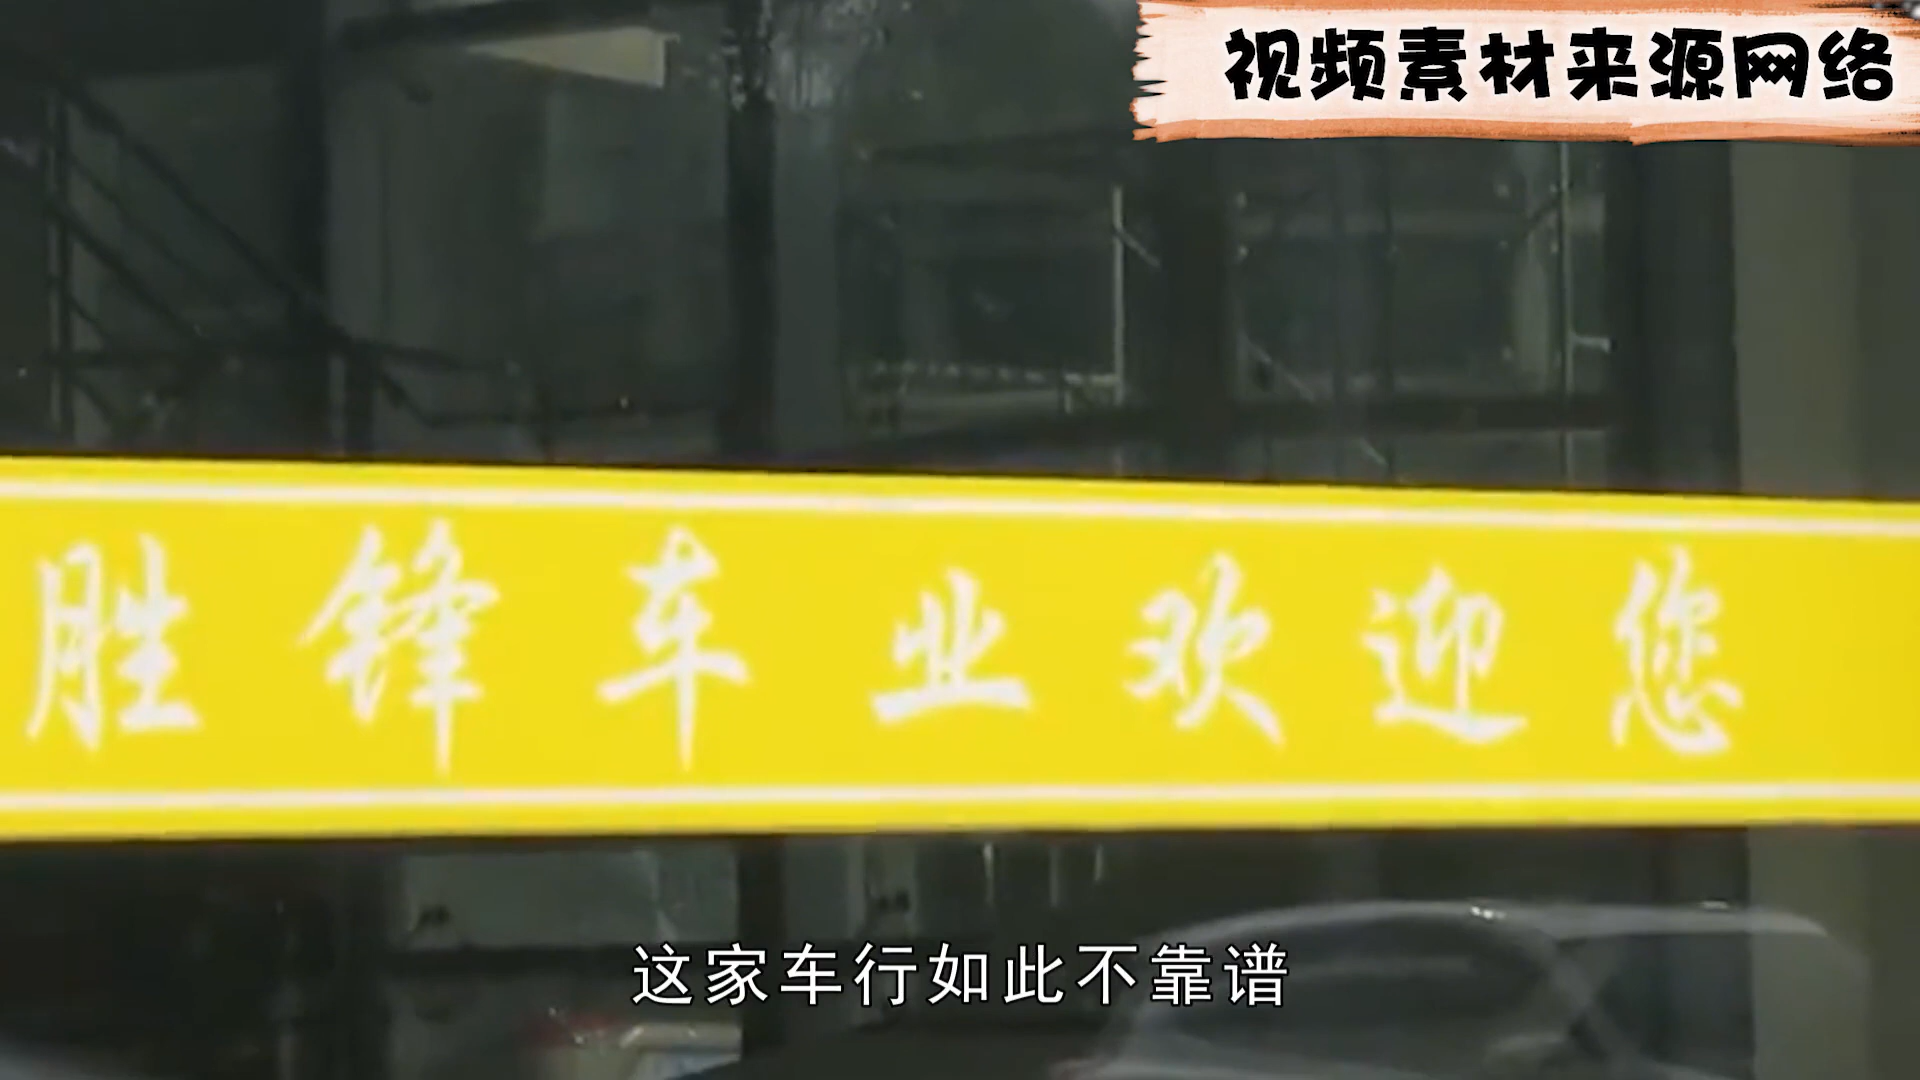 视频素材来源网络
胜锋车业欢迎您
这家车行如此不靠谱